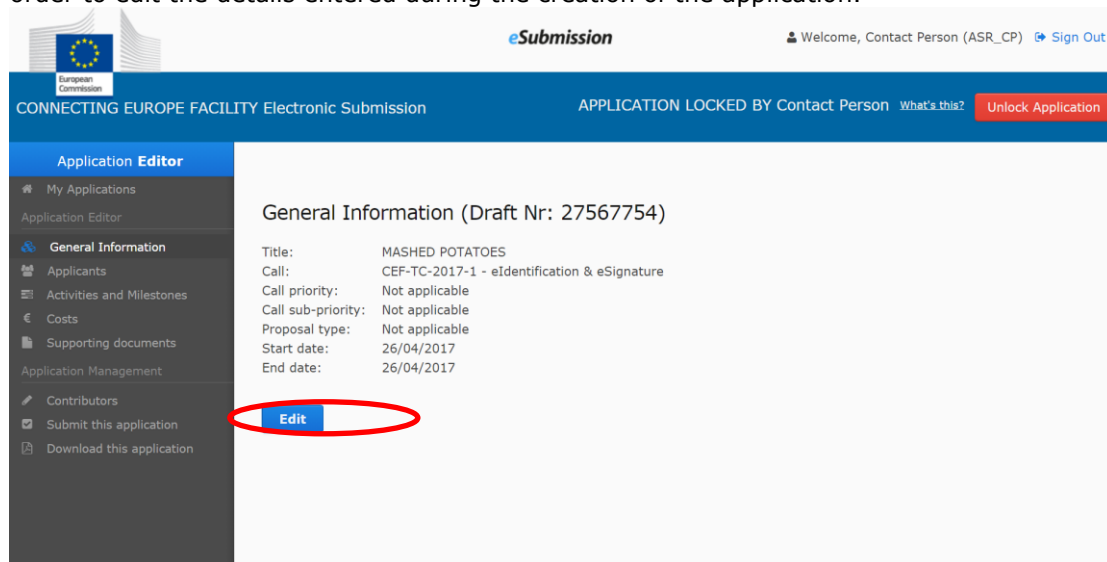 order to edit the details entered during the creation of the application.
eSubmission
Welcome, Contact Person (ASR_CP) Sign Out
European
Commission
CONNECTING EUROPE FACILITY Electronic Submission
APPLICATION LOCKED BY Contact Person What's this? Unlock Application
Application Editor
My Applications
Application Editor
General Information
Applicants
Activities and Milestones
€ Costs
Supporting documents
Application Management
Contributors
Submit this application
Download this application
General Information (Draft Nr: 27567754)
Title: MASHED POTATOES
Call: CEF-TC-2017-1 - eIdentification & eSignature
Call priority: Not applicable
Call sub-priority: Not applicable
Proposal type: Not applicable
Start date: 26/04/2017
End date: 26/04/2017
Edit